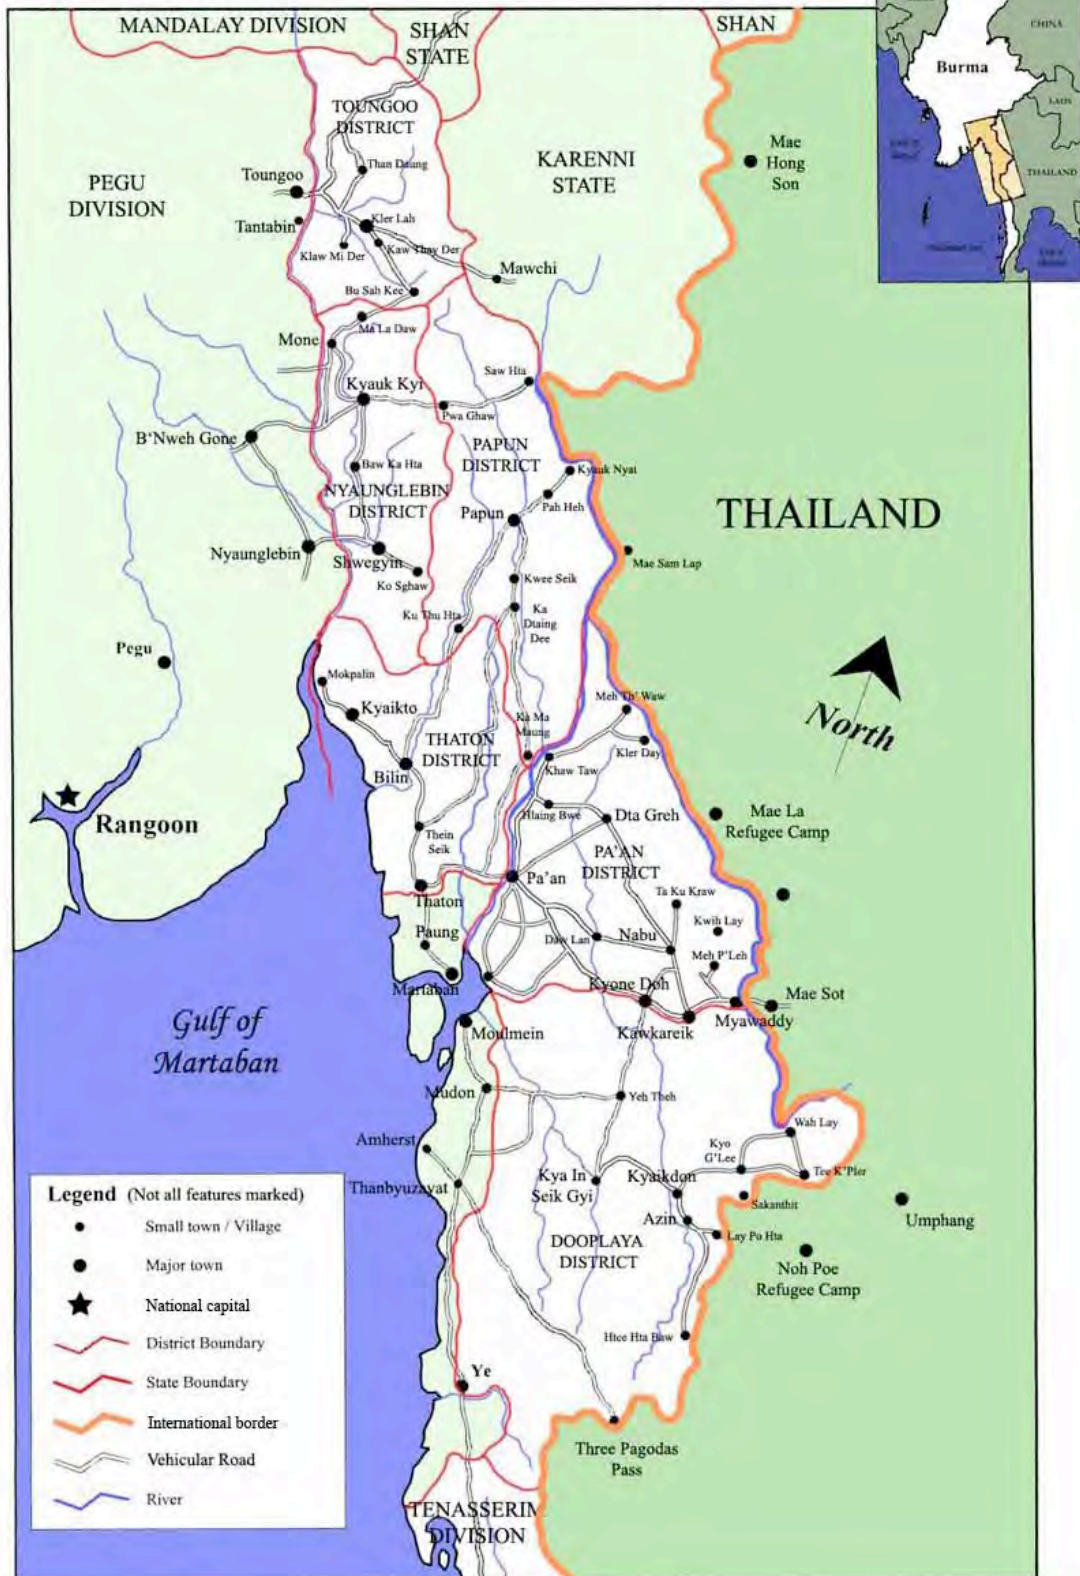 MANDALAY DIVISION
SHAN
STATE
SHAN
CHINA
Burma
LAOS
THAILAND
TOUNGOO
DISTRICT
Than Daung
Toungoo
Tantabin
Kler Lah
Klaw Mi Der
Kaw Thay Der
Bu Sah Kee
Mawchi
PEGU
DIVISION
KARENNI
STATE
Mae
Hong
Son
Ma La Daw
Mone
Saw Hta
Kyauk Kyi
Pwa Ghaw
B'Nweh Gone
PAPUN
DISTRICT
Kyauk Nyat
Baw Ka Hta
Pah Heh
NYAUNGLEBIN
DISTRICT
Papun
THAILAND
Nyaunglebin
Shwegyin
Ko Sghaw
Mae Sam Lap
Kwee Seik
Ku Thu Hta
Ka
Dtaing
Dee
Pegu
Mokpalin
Kyaikto
Meh Th' Waw
Ka Ma
Maung
Kler Day
North
THATON
DISTRICT
Bilin
Khaw Taw
Rangoon
Hlaing Bwe
Dta Greh
Mae La
Refugee Camp
Thein
Seik
PA'AN
DISTRICT
Pa'an
Thaton
Ta Ku Kraw
Kwih Lay
Paung
Daw Lan
Nabu
Meh P'Leh
Martaban
Kyone Doh
Mae Sot
Myawaddy
Kawkareik
Gulf of
Martaban
Moulmein
Mudon
Yeh Theh
Amherst
Wah Lay
Kyo
G'Lee
Thanbyuzayat
Kya In
Seik Gyi
Kyaikdon
Tee K'Pler
Sakanthit
Umphang
Azin
Lay Po Hta
DOOPLAYA
DISTRICT
Noh Poe
Refugee Camp
Htee Hta Baw
Ye
Three Pagodas
Pass
TENASSERIM
DIVISION
Legend (Not all features marked)
Small town / Village
Major town
National capital
District Boundary
State Boundary
International border
Vehicular Road
River